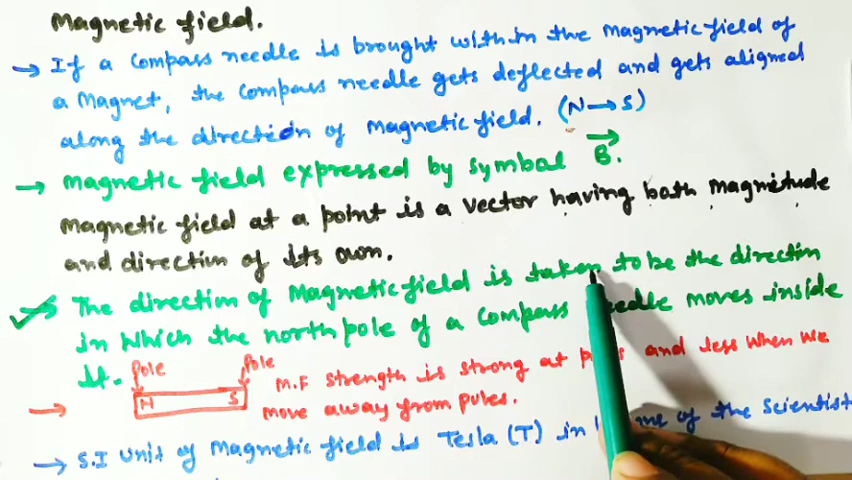 Magnetic field.
→ If a compass needle is brought with in the magnetic field of
a Magnet, the compass needle gets deflected and gets aligned
along the direction of Magnetic field. (N → S)
→ Magnetic field expressed by symbol B.
Magnetic field at a point is a vector having both magnitude
and direction of its own.
The direction of Magnetic field is taken to be the direction
in which the north pole of a compass needle moves inside
it.
Pole Pole
N S
→ M.F strength is strong at and less when we
move away from poles.
→ S.I Unit of Magnetic field is Tesla (T) in of the Scientist